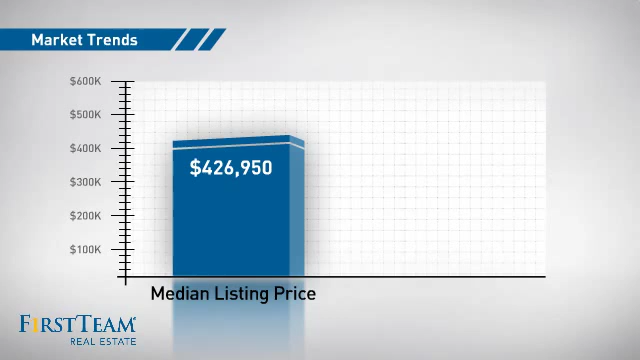 Market Trends
$600K
$500K
$400K
$300K
$200K
$100K
$426,950
Median Listing Price
FIRSTTEAM®
REAL ESTATE